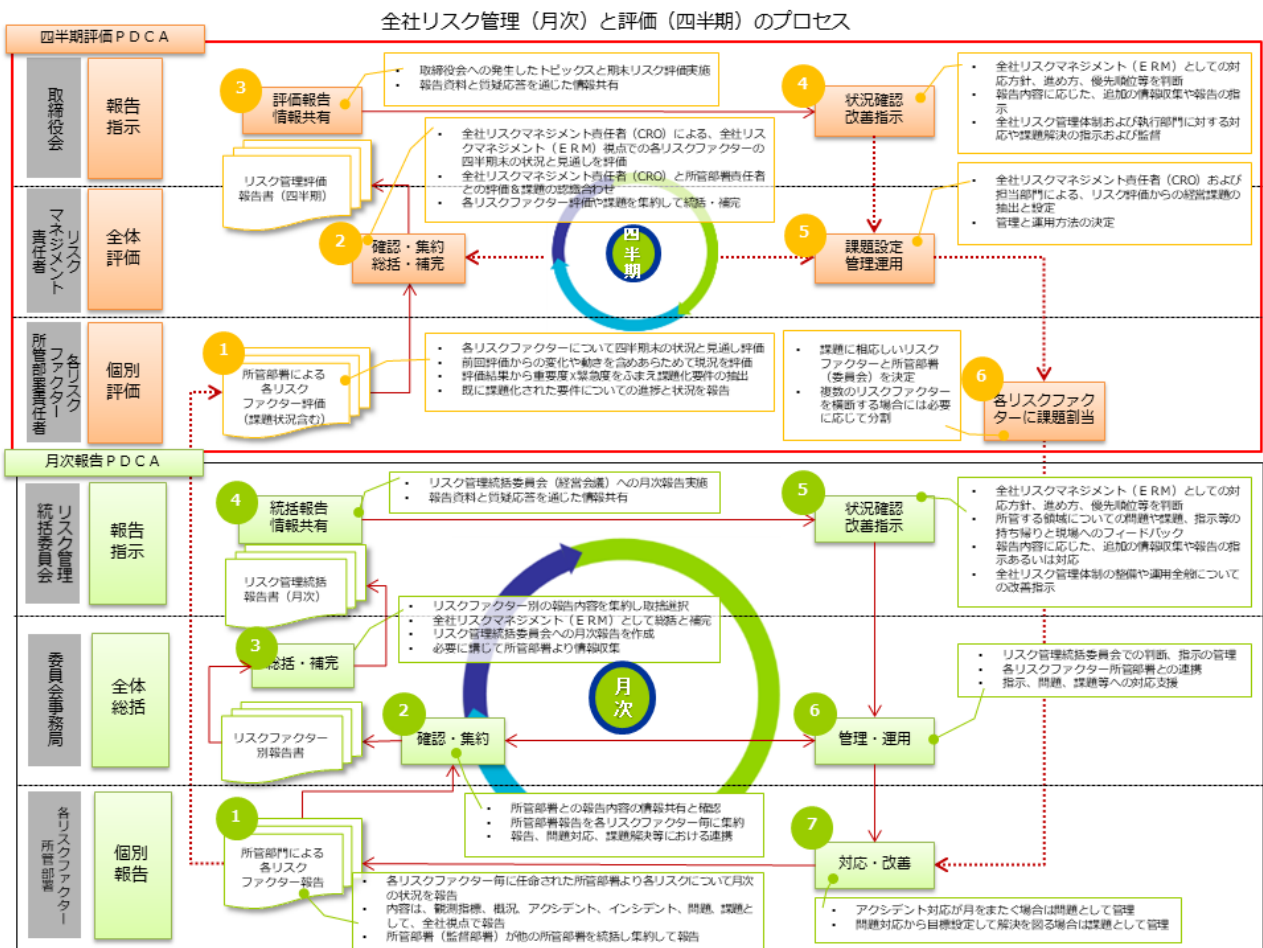 全社リスク管理（月次）と評価（四半期）のプロセス
四半期評価ＰＤＣＡ
取締役会
報告
指示
3
評価報告
情報共有
• 取締役会への発生したトピックスと期末リスク評価実施
• 報告資料と質疑応答を通じた情報共有
4
状況確認
改善指示
• 全社リスクマネジメント（ＥＲＭ）としての対
応方針、進め方、優先順位等を判断
• 報告内容に応じた、追加の情報収集や報告の指
示
• 全社リスク管理体制および執行部門に対する対
応や課題解決の指示および監督
リスク管理評価
報告書（四半期）
• 全社リスクマネジメント責任者（CRO）による、全社リス
クマネジメント（ＥＲＭ）視点での各リスクファクターの
四半期末の状況と見通しを評価
• 全社リスクマネジメント責任者（CRO）と所管部署責任者
との評価＆課題の認識合わせ
• 各リスクファクター評価や課題を集約して統括・補完
リスク
マネジメント
責任者
全体
評価
2
確認・集約
総括・補完
四
半
期
5
課題設定
管理運用
• 全社リスクマネジメント責任者（CRO）および
担当部門による、リスク評価からの経営課題の
抽出と設定
• 管理と運用方法の決定
各リスク
ファクター
所管部署責任者
個別
評価
1
所管部署による
各リスク
ファクター評価
（課題状況含む）
• 各リスクファクターについて四半期末の状況と見通し評価
• 前回評価からの変化や動きを含めあらためて現況を評価
• 評価結果から重要度X緊急度をふまえ課題化要件の抽出
• 既に課題化された要件についての進捗と状況を報告
• 課題に相応しいリスク
ファクターと所管部署
（委員会）を決定
• 複数のリスクファクター
を横断する場合には必要
に応じて分割
6
各リスクファク
ターに課題割当
月次報告ＰＤＣＡ
リスク管理
統括委員会
報告
指示
4
統括報告
情報共有
• リスク管理統括委員会（経営会議）への月次報告実施
• 報告資料と質疑応答を通じた情報共有
5
状況確認
改善指示
• 全社リスクマネジメント（ＥＲＭ）としての対
応方針、進め方、優先順位等を判断
• 所管する領域についての問題や課題、指示等の
持ち帰りと現場へのフィードバック
• 報告内容に応じた、追加の情報収集や報告の指
示あるいは対応
• 全社リスク管理体制の整備や運用全般について
の改善指示
リスク管理統括
報告書（月次）
• リスクファクター別の報告内容を集約し取捨選択
• 全社リスクマネジメント（ＥＲＭ）として総括と補完
• リスク管理統括委員会への月次報告を作成
• 必要に講じて所管部署より情報収集
委員会事務局
全体
総括
3
総括・補完
リスクファクター
別報告書
2
確認・集約
月
次
6
管理・運用
• リスク管理統括委員会での判断、指示の管理
• 各リスクファクター所管部署との連携
• 指示、問題、課題等への対応支援
• 所管部署との報告内容の情報共有と確認
• 所管部署報告を各リスクファクター毎に集約
• 報告、問題対応、課題解決等における連携
各リスクファクター
所管部署
個別
報告
1
所管部門による
各リスク
ファクター報告
7
対応・改善
• 各リスクファクター毎に任命された所管部署より各リスクについて月次
の状況を報告
• 内容は、観測指標、概況、アクシデント、インシデント、問題、課題と
して、全社視点で報告
• 所管部署（監督部署）が他の所管部署を統括し集約して報告
• アクシデント対応が月をまたぐ場合は問題として管理
• 問題対応から目標設定して解決を図る場合は課題として管理